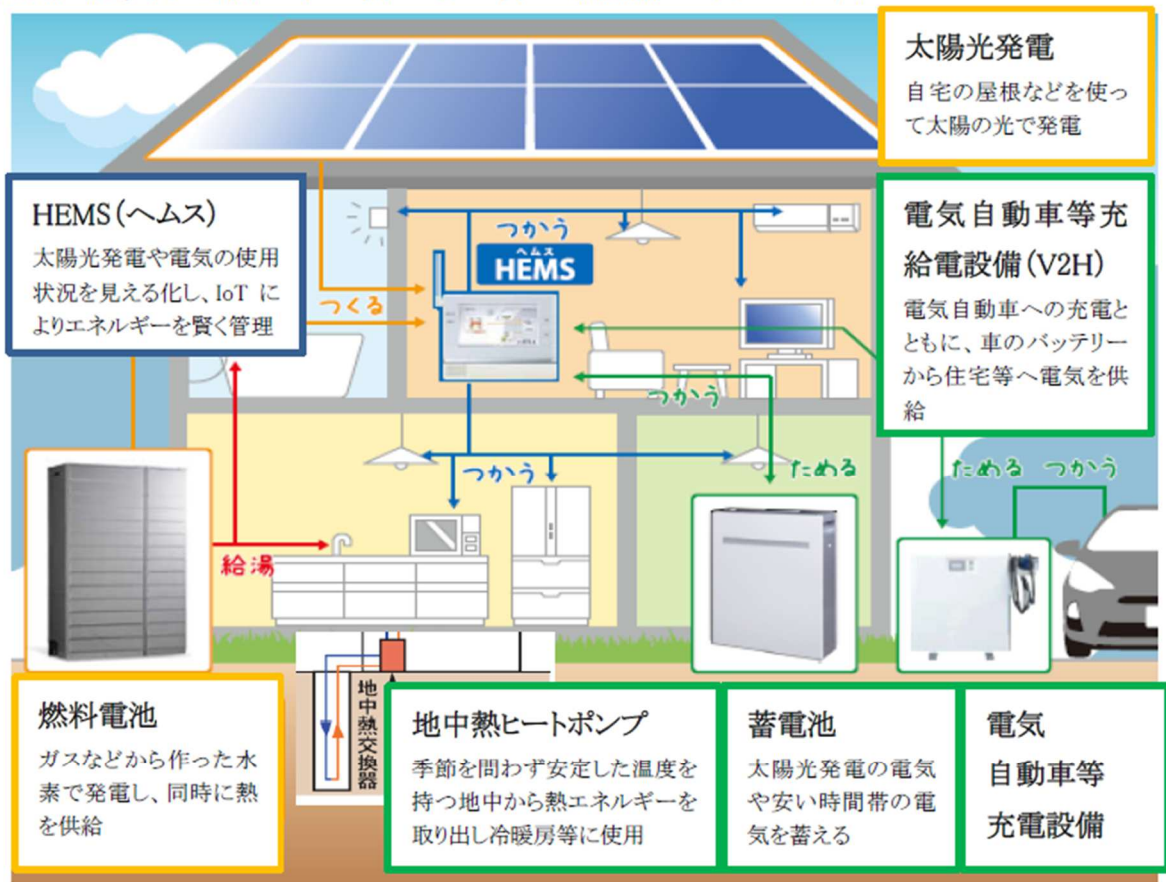 太陽光発電
自宅の屋根などを使っ
て太陽の光で発電
HEMS(ヘムス)
太陽光発電や電気の使用
状況を見える化し、IoT に
よりエネルギーを賢く管理
つかう
ヘムス
HEMS
つくる
電気自動車等充
給電設備(V2H)
電気自動車への充電と
ともに、車のバッテリー
から住宅等へ電気を供
給
つかう
つかう
ためる
ためる つかう
給湯
地中熱交換器
燃料電池
ガスなどから作った水
素で発電し、同時に熱
を供給
地中熱ヒートポンプ
季節を問わず安定した温度を
持つ地中から熱エネルギーを
取り出し冷暖房等に使用
蓄電池
太陽光発電の電気
や安い時間帯の電
気を蓄える
電気
自動車等
充電設備